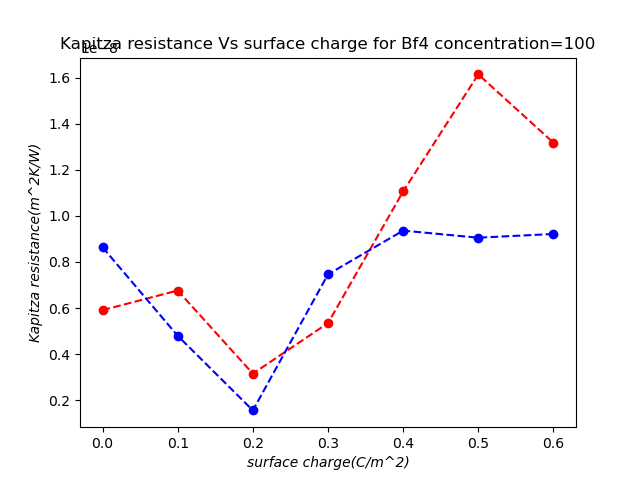 Kapitza resistance Vs surface charge for Bf4 concentration=100
1e−8
1.6
1.4
1.2
1.0
0.8
0.6
0.4
0.2
Kapitza resistance(m^2K/W)
0.0 0.1 0.2 0.3 0.4 0.5 0.6
surface charge(C/m^2)